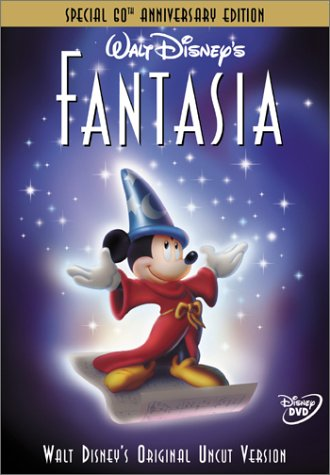 SPECIAL 60TH ANNIVERSARY EDITION
WALT DISNEY'S
FANTASIA
DISNEY
DVD
WALT DISNEY'S ORIGINAL UNCUT VERSION